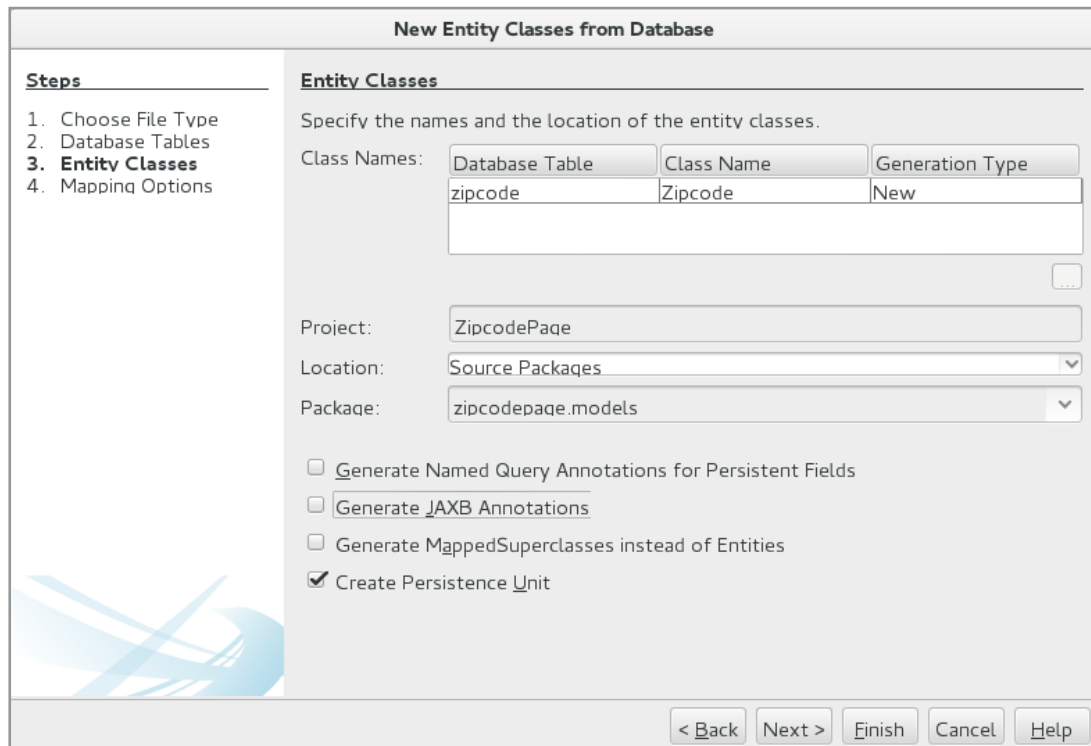 New Entity Classes from Database
Steps
1. Choose File Type
2. Database Tables
3. Entity Classes
4. Mapping Options
Entity Classes
Specify the names and the location of the entity classes.
Class Names:
Database Table Class Name Generation Type
zipcode Zipcode New
...
Project: ZipcodePage
Location: Source Packages
Package: zipcodepage.models
Generate Named Query Annotations for Persistent Fields
Generate JAXB Annotations
Generate MappedSuperclasses instead of Entities
Create Persistence Unit
< Back Next > Finish Cancel Help